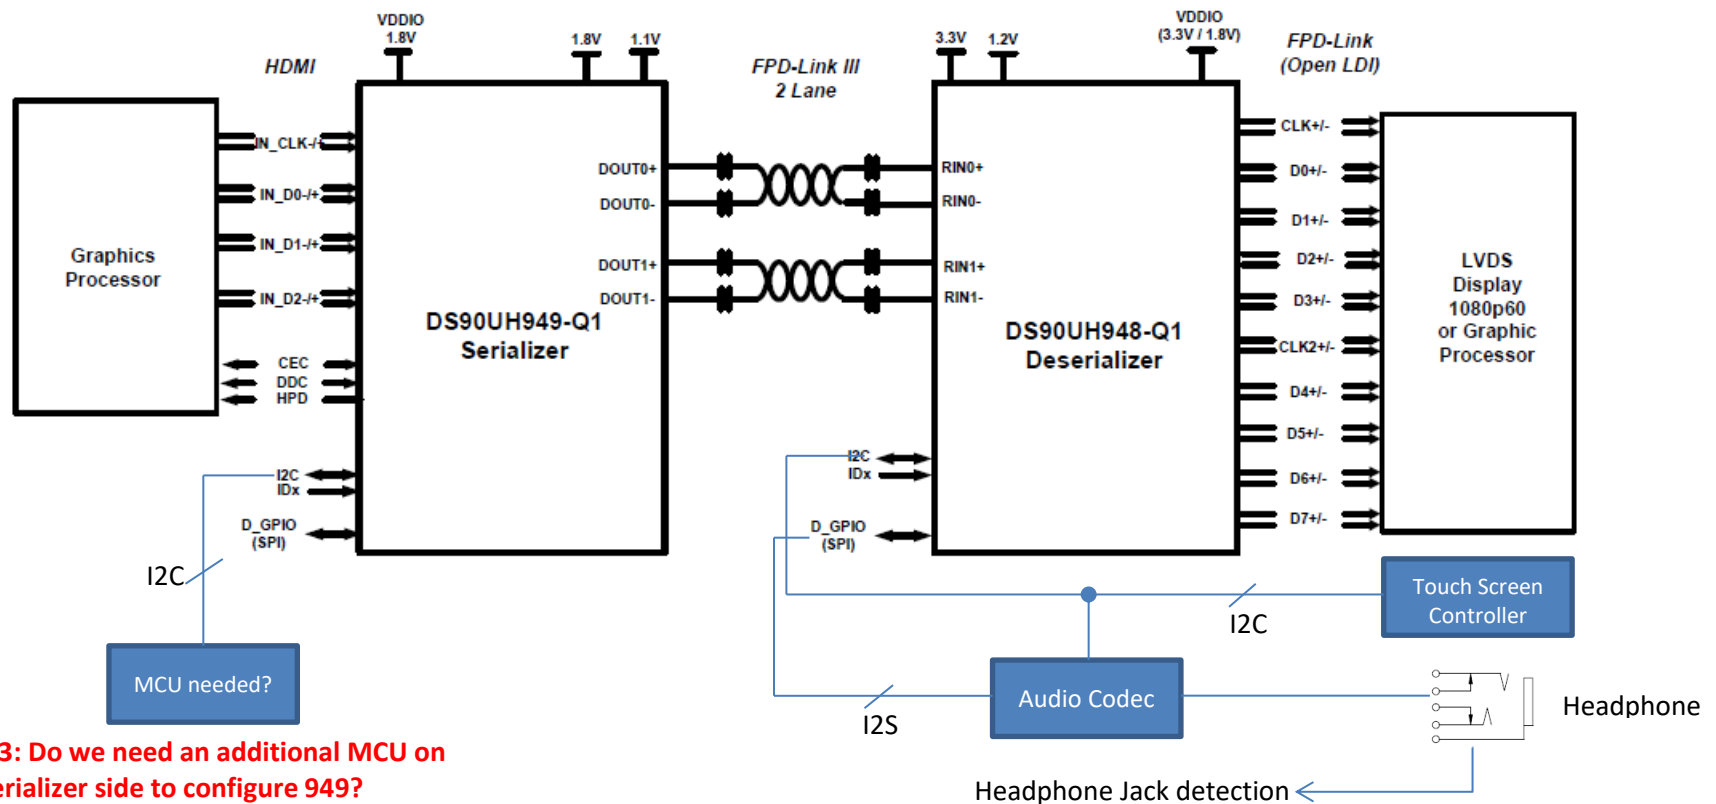 VDDIO
1.8V
1.8V
1.1V
HDMI
FPD-Link III
2 Lane
3.3V
1.2V
VDDIO
(3.3V / 1.8V)
FPD-Link
(Open LDI)
Graphics
Processor
IN_CLK-/+
IN_D0-/+
IN_D1-/+
IN_D2-/+
CEC
DDC
HPD
I2C
IDx
D_GPIO
(SPI)
DS90UH949-Q1
Serializer
DOUT0+
DOUT0-
DOUT1+
DOUT1-
RIN0+
RIN0-
RIN1+
RIN1-
DS90UH948-Q1
Deserializer
I2C
IDx
D_GPIO
(SPI)
CLK+/-
D0+/-
D1+/-
D2+/-
D3+/-
CLK2+/-
D4+/-
D5+/-
D6+/-
D7+/-
LVDS
Display
1080p60
or Graphic
Processor
I2C
MCU needed?
I2C
Touch Screen
Controller
I2S
Audio Codec
Headphone
Headphone Jack detection
3: Do we need an additional MCU on
erializer side to configure 949?